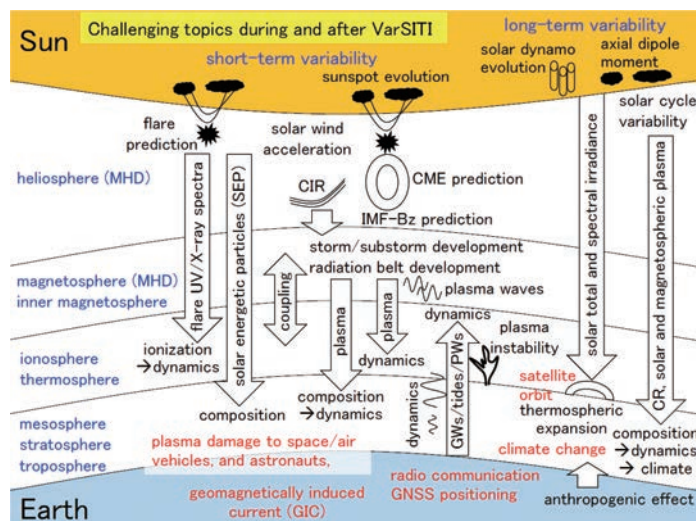 Sun
Challenging topics during and after VarSITI
long-term variability
short-term variability
solar dynamo
evolution
axial dipole
moment
sunspot evolution
flare
prediction
solar wind
acceleration
solar cycle
variability
heliosphere (MHD)
CIR
CME prediction
IMF-Bz prediction
flare UV/X-ray spectra
solar energetic particles (SEP)
solar total and spectral irradiance
CR, solar and magnetospheric plasma
storm/substorm development
radiation belt development
magnetosphere (MHD)
inner magnetosphere
coupling
plasma waves
plasma
plasma
dynamics
plasma
instability
ionosphere
thermosphere
ionization
→dynamics
dynamics
GWs/tides/PWs
dynamics
satellite
orbit
composition
composition
→dynamics
thermospheric
expansion
mesosphere
stratosphere
troposphere
plasma damage to space/air
vehicles, and astronauts,
climate change
composition
→dynamics
→ climate
radio communication
GNSS positioning
geomagnetically induced
current (GIC)
anthropogenic effect
Earth